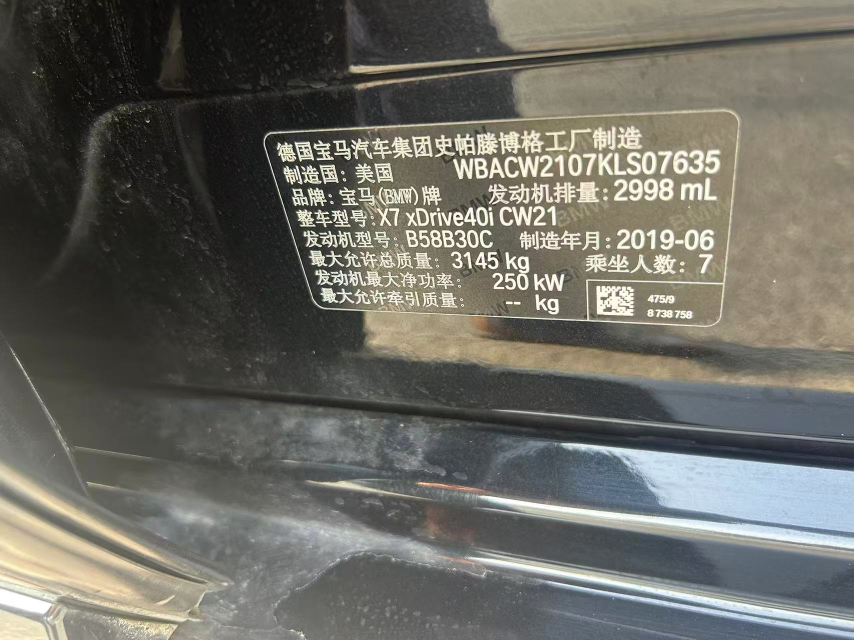 德国宝马汽车集团史帕滕博格工厂制造
制造国: 美国 WBACW2107KLS07635
品牌: 宝马(BMW)牌 发动机排量: 2998 mL
整车型号: X7 xDrive40i CW21
发动机型号: B58B30C 制造年月: 2019-06
最大允许总质量: 3145 kg 乘坐人数: 7
发动机最大净功率: 250 kW
最大允许牵引质量: -- kg
475/9
8 738 758